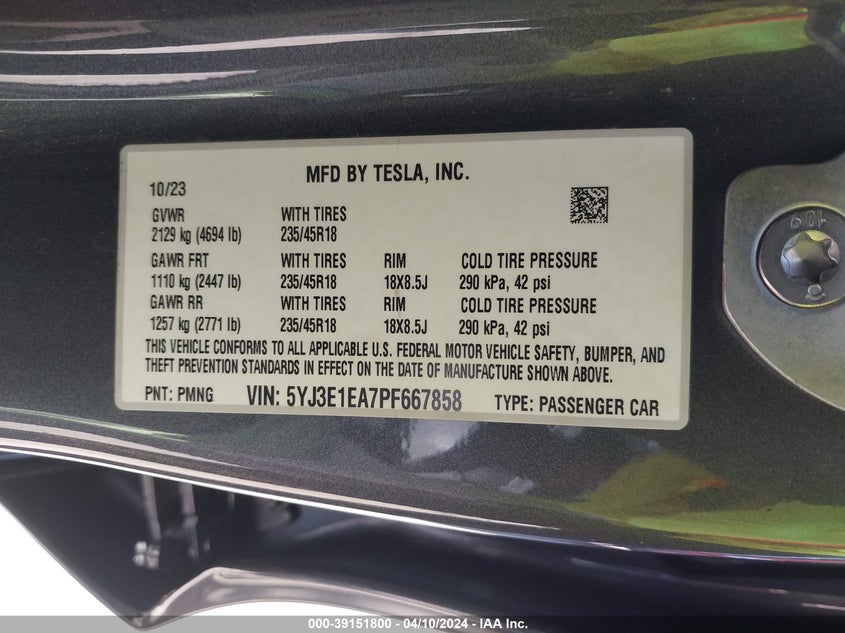 MFD BY TESLA, INC.
10/23
GVWR WITH TIRES
2129 kg (4694 lb) 235/45R18
GAWR FRT WITH TIRES RIM COLD TIRE PRESSURE
1110 kg (2447 lb) 235/45R18 18X8.5J 290 kPa, 42 psi
GAWR RR WITH TIRES RIM COLD TIRE PRESSURE
1257 kg (2771 lb) 235/45R18 18X8.5J 290 kPa, 42 psi
THIS VEHICLE CONFORMS TO ALL APPLICABLE U.S. FEDERAL MOTOR VEHICLE SAFETY, BUMPER, AND
THEFT PREVENTION STANDARDS IN EFFECT ON THE DATE OF MANUFACTURE SHOWN ABOVE.
PNT: PMNG VIN: 5YJ3E1EA7PF667858 TYPE: PASSENGER CAR
000-39151800 - 04/10/2024 - IAA Inc.